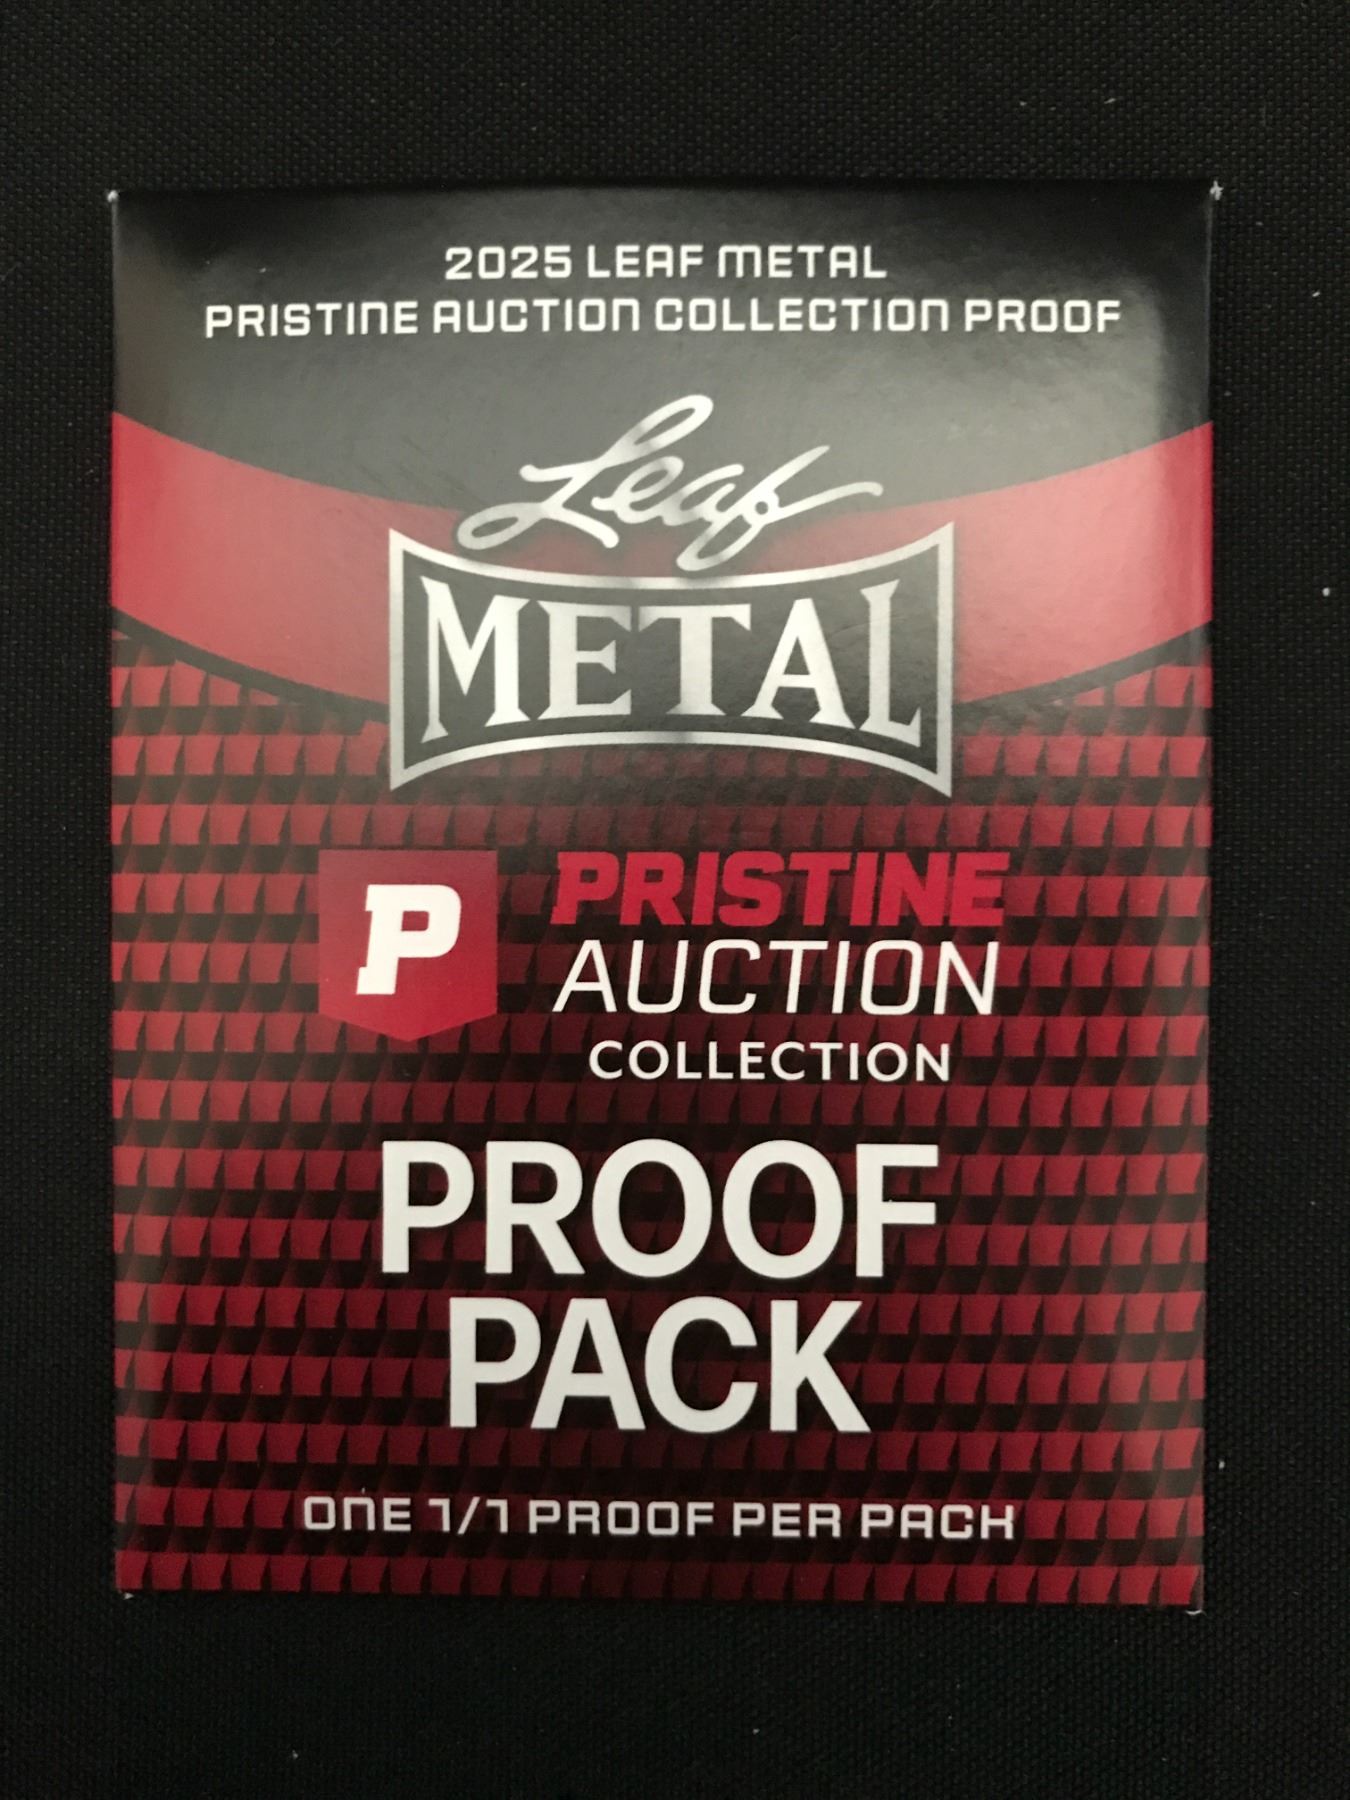 2025 LEAF METAL
PRISTINE AUCTION COLLECTION PROOF
Leaf
METAL
P
PRISTINE
AUCTION
COLLECTION
PROOF
PACK
ONE 1/1 PROOF PER PACK